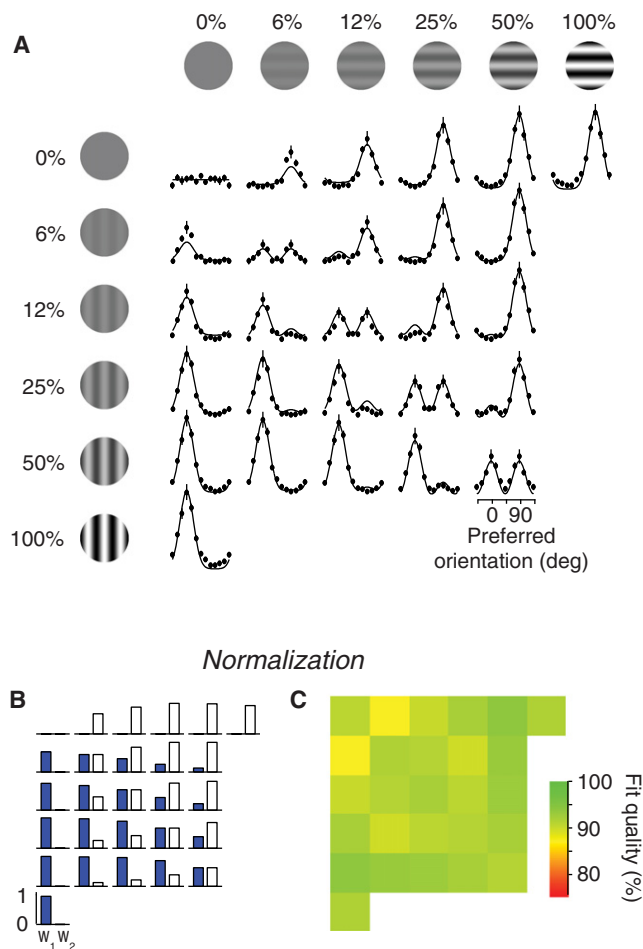 0% 6% 12% 25% 50% 100%
A
0%
6%
12%
25%
50%
100%
0 90
Preferred
orientation (deg)
Normalization
B
C
100
90
80
Fit quality (%)
1
0
W1 W2